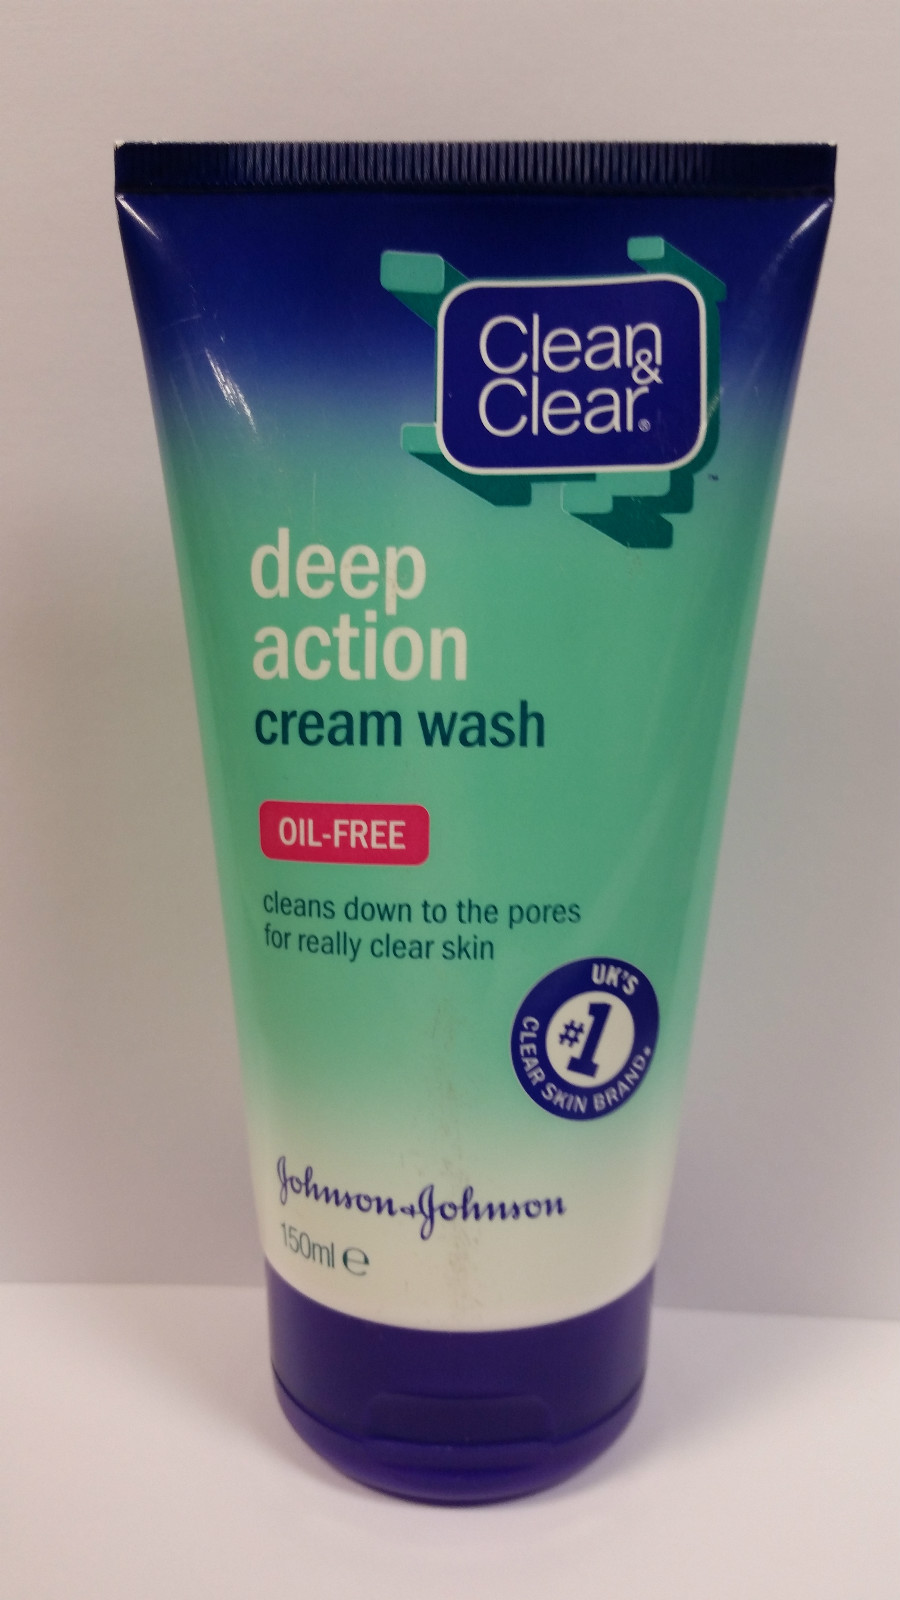 Clean
&
Clear®
deep
action
cream wash
OIL-FREE
cleans down to the pores
for really clear skin
UK'S
#1
CLEAR SKIN BRAND.
Johnson & Johnson
150ml ℮